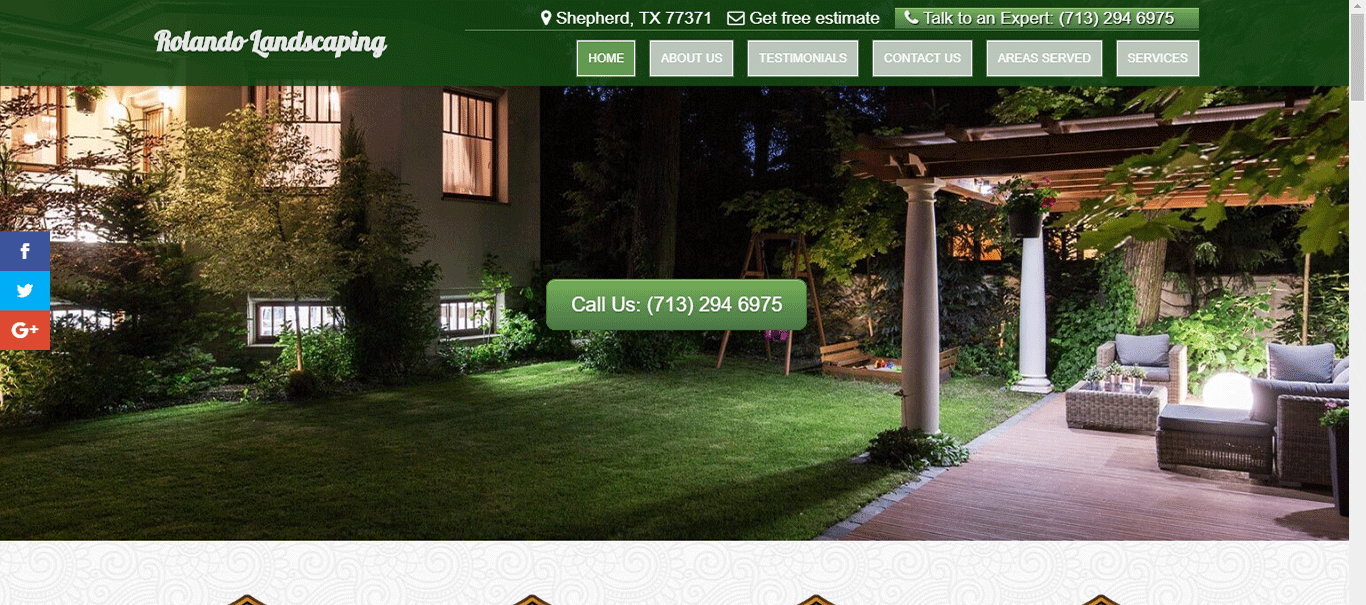 Rolando Landscaping
Shepherd, TX 77371 Get free estimate Talk to an Expert: (713) 294 6975
HOME ABOUT US TESTIMONIALS CONTACT US AREAS SERVED SERVICES
Call Us: (713) 294 6975
G+